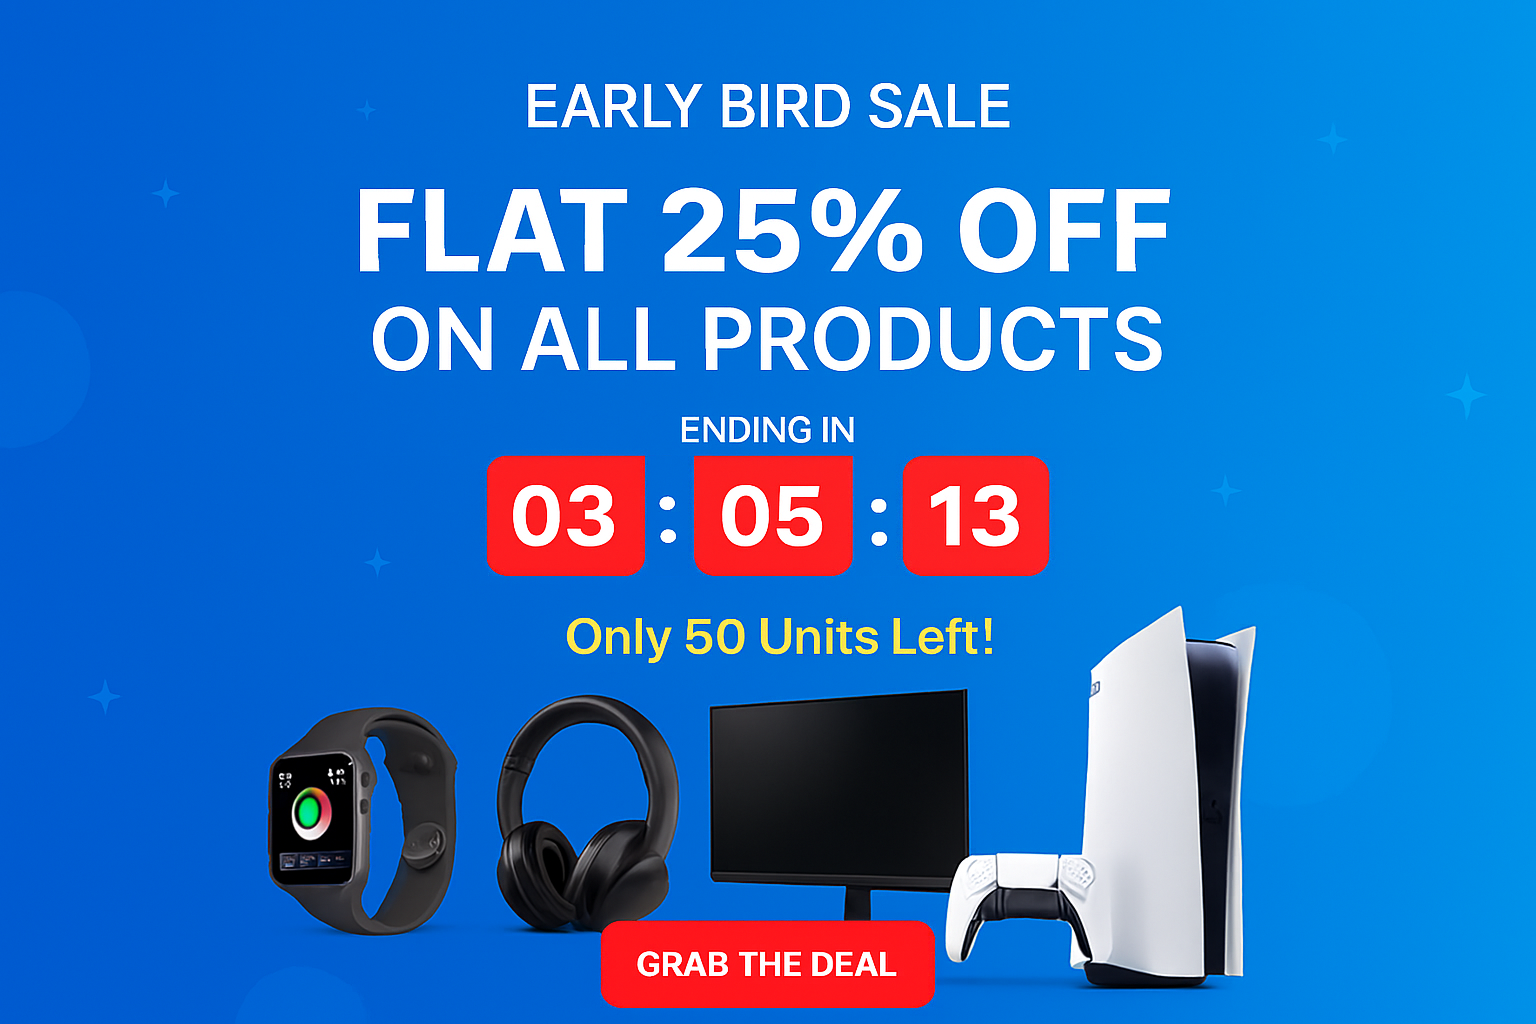 EARLY BIRD SALE
FLAT 25% OFF
ON ALL PRODUCTS
ENDING IN
03 : 05 : 13
Only 50 Units Left!
GRAB THE DEAL